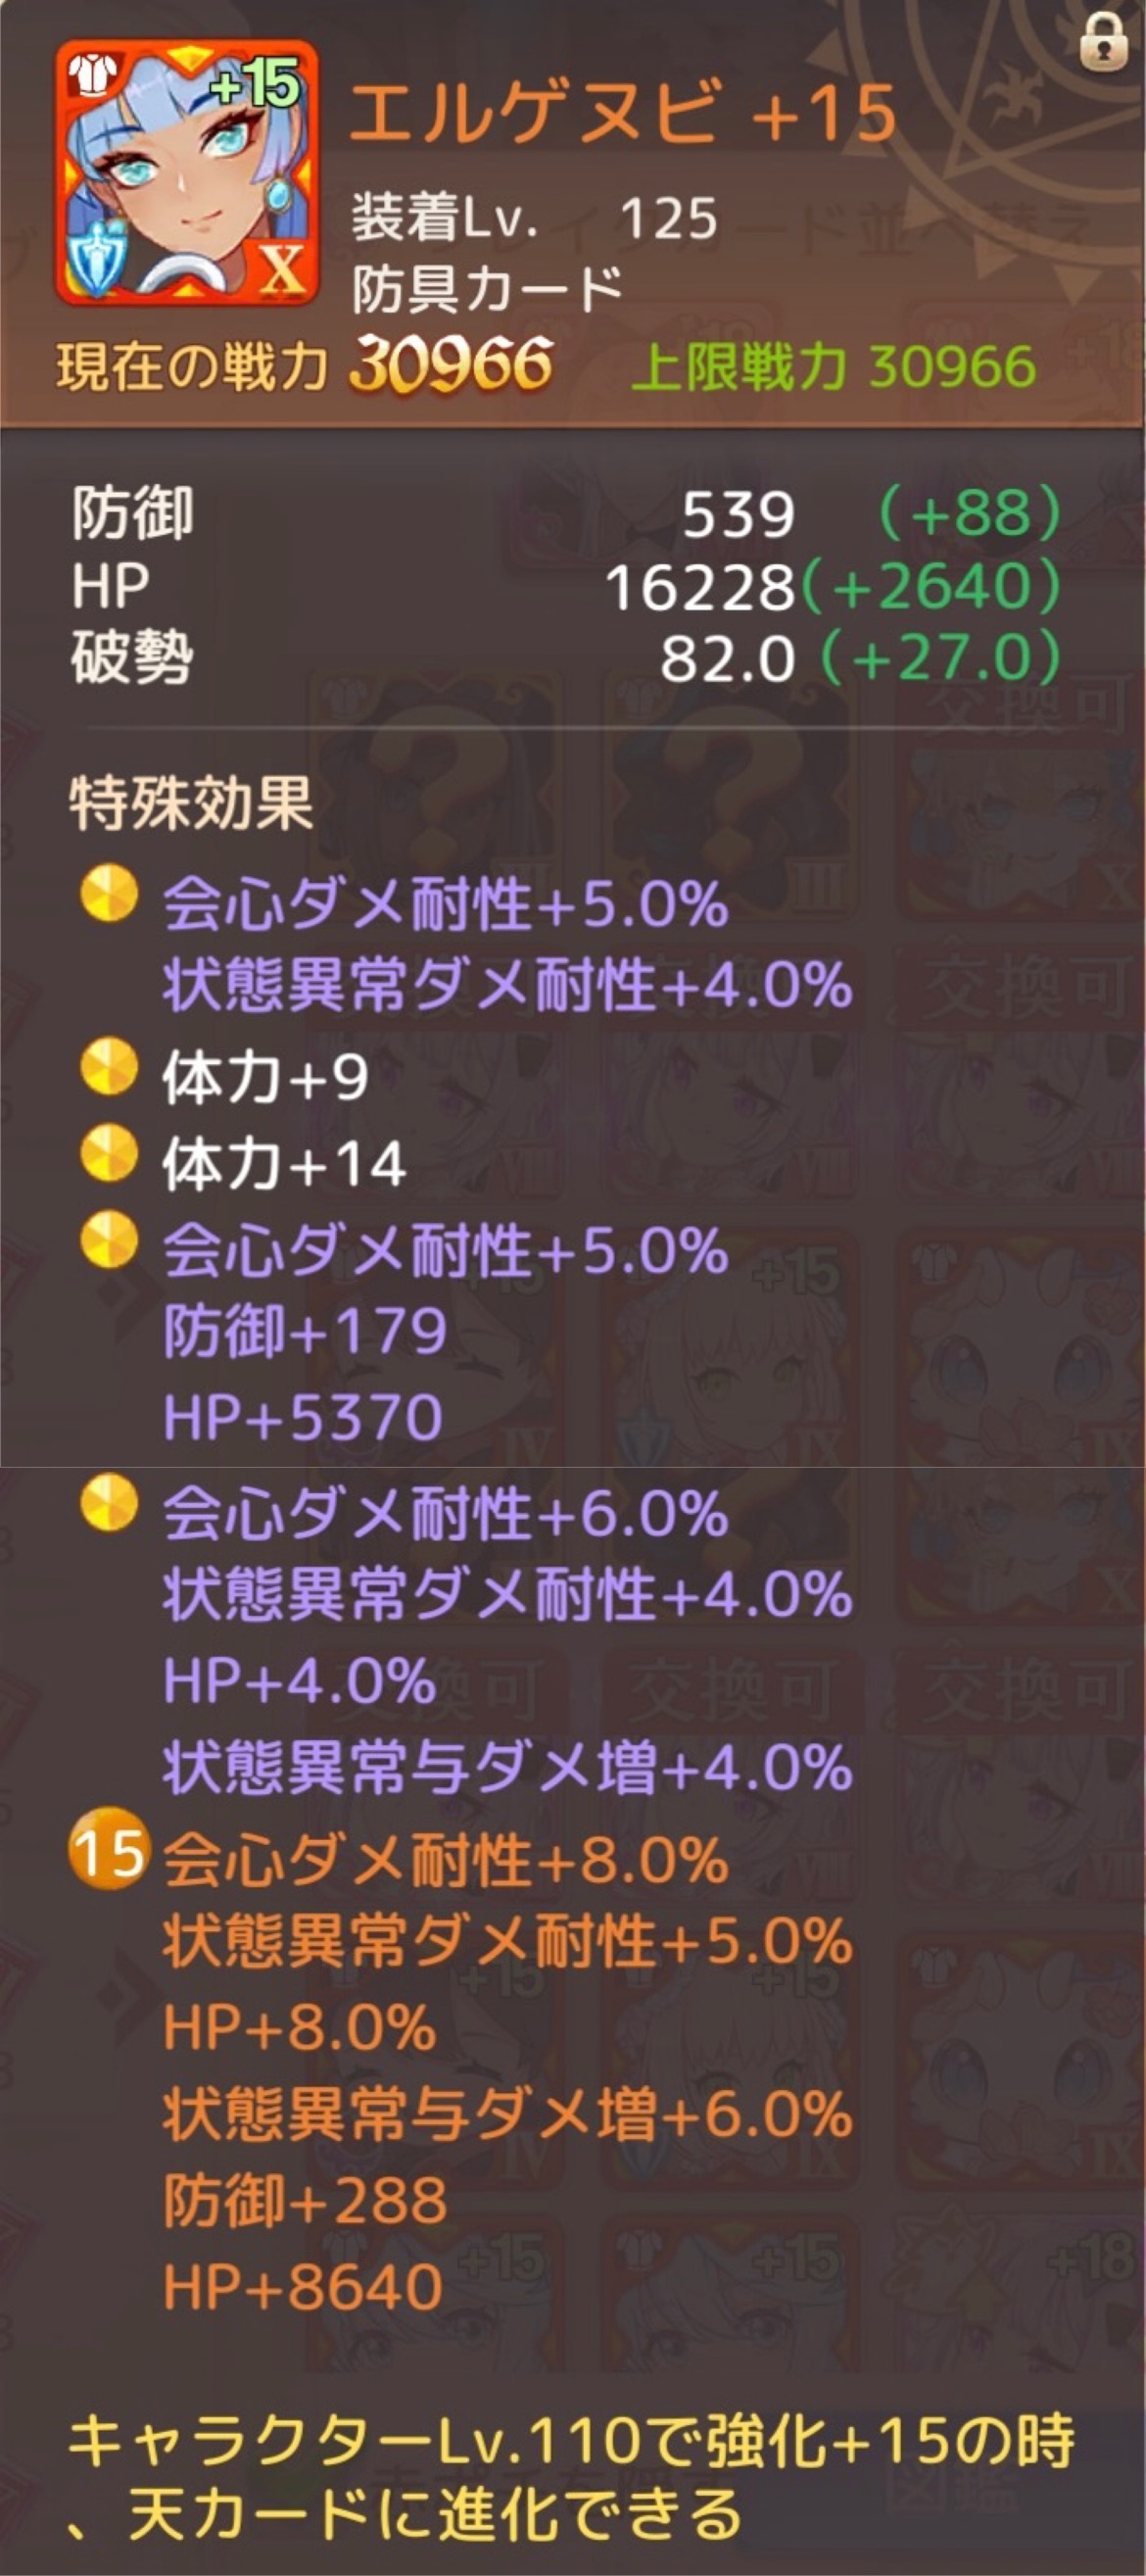 +15
X
エルゲヌビ +15
装着Lv. 125
防具カード
現在の戦力 30966 上限戦力 30966
防御 539 (+88)
HP 16228(+2640)
破勢 82.0 (+27.0)
特殊効果
会心ダメ耐性+5.0%
状態異常ダメ耐性+4.0%
体力+9
体力+14
会心ダメ耐性+5.0%
防御+179
HP+5370
会心ダメ耐性+6.0%
状態異常ダメ耐性+4.0%
HP+4.0%
状態異常与ダメ増+4.0%
15 会心ダメ耐性+8.0%
状態異常ダメ耐性+5.0%
HP+8.0%
状態異常与ダメ増+6.0%
防御+288
HP+8640
キャラクターLv.110で強化+15の時
、天カードに進化できる